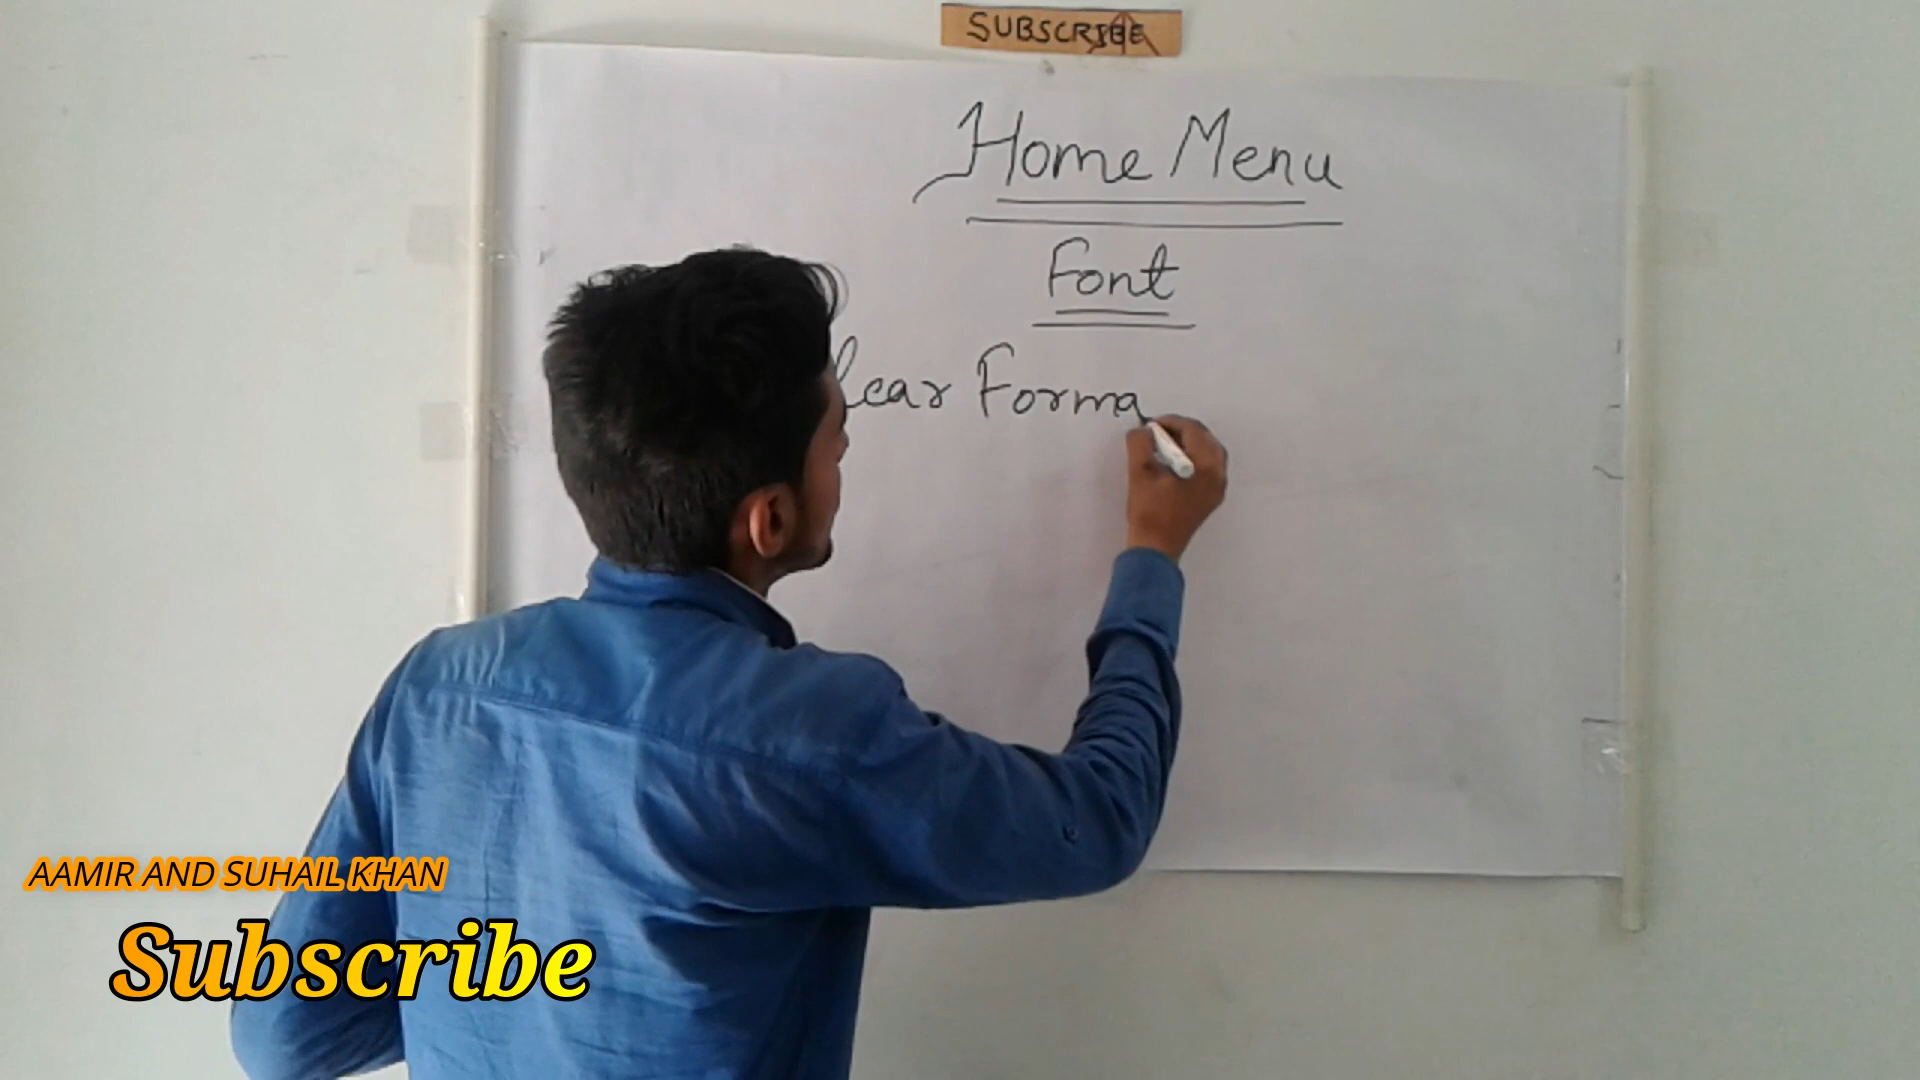 SUBSCRIBE
Home Menu
Font
lear Forma
AAMIR AND SUHAIL KHAN
Subscribe